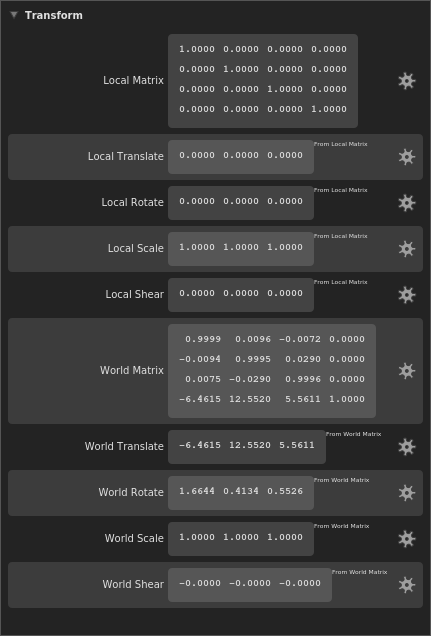 Transform
Local Matrix
1.0000 0.0000 0.0000 0.0000
0.0000 1.0000 0.0000 0.0000
0.0000 0.0000 1.0000 0.0000
0.0000 0.0000 0.0000 1.0000
Local Translate 0.0000 0.0000 0.0000 From Local Matrix
Local Rotate 0.0000 0.0000 0.0000 From Local Matrix
Local Scale 1.0000 1.0000 1.0000 From Local Matrix
Local Shear 0.0000 0.0000 0.0000 From Local Matrix
World Matrix
0.9999 0.0096 -0.0072 0.0000
-0.0094 0.9995 0.0290 0.0000
0.0075 -0.0290 0.9996 0.0000
-6.4615 12.5520 5.5611 1.0000
World Translate -6.4615 12.5520 5.5611 From World Matrix
World Rotate 1.6644 0.4134 0.5526 From World Matrix
World Scale 1.0000 1.0000 1.0000 From World Matrix
World Shear -0.0000 -0.0000 -0.0000 From World Matrix